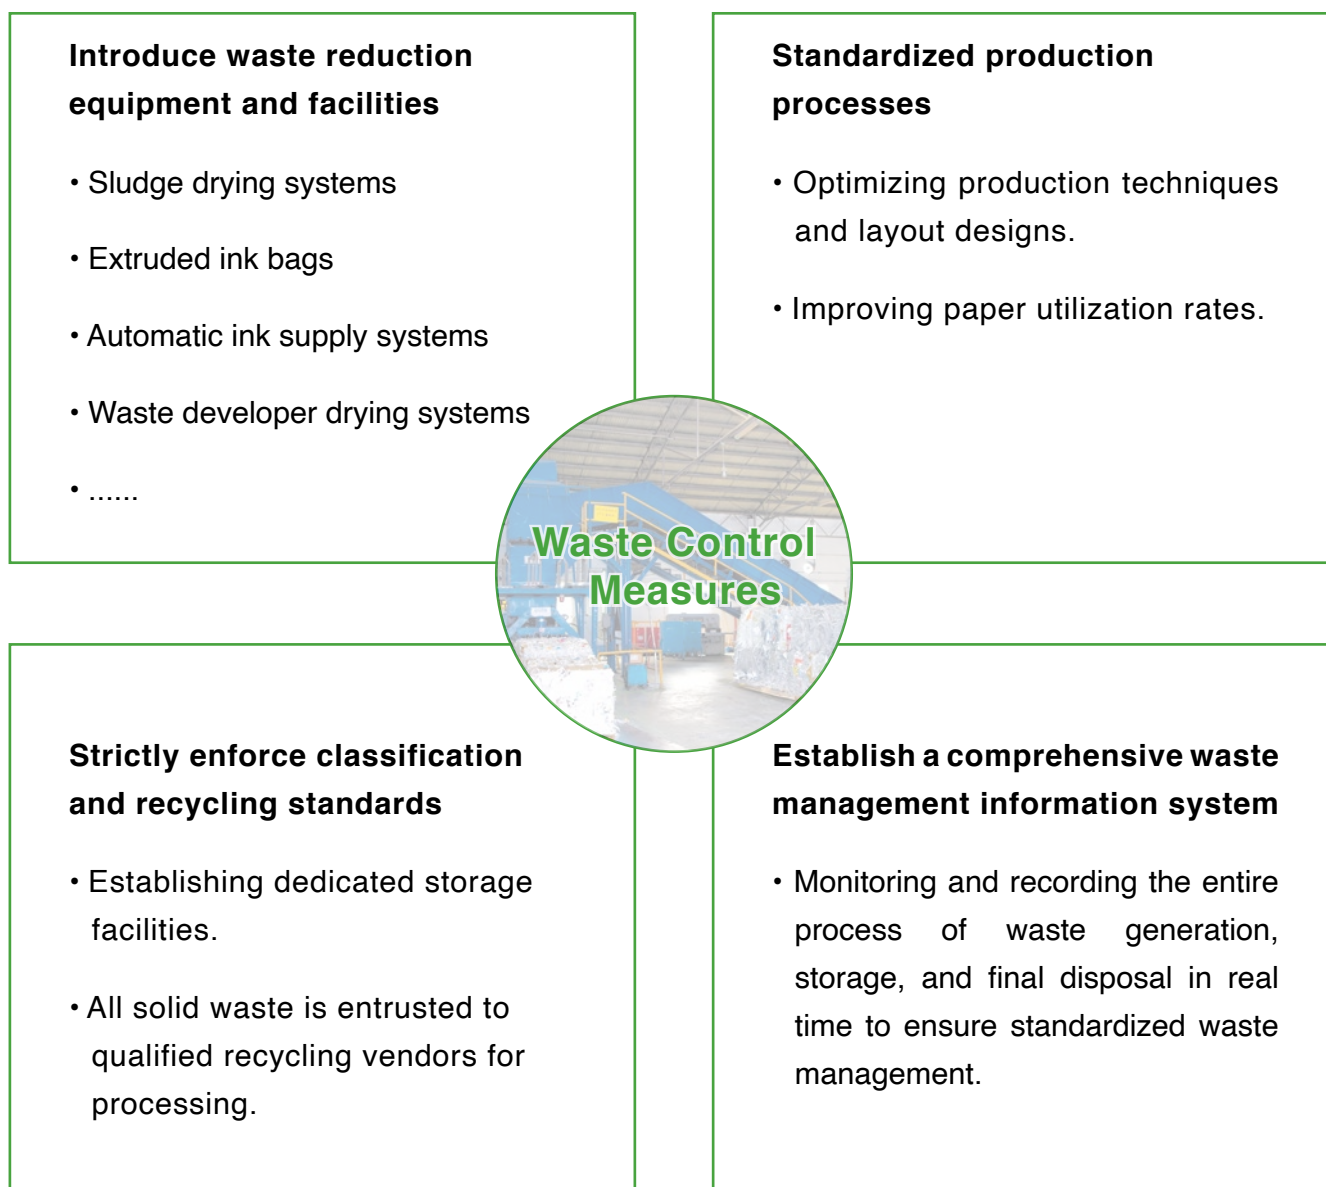 Introduce waste reduction
equipment and facilities
• Sludge drying systems
• Extruded ink bags
• Automatic ink supply systems
• Waste developer drying systems
• ......
Standardized production
processes
• Optimizing production techniques
and layout designs.
• Improving paper utilization rates.
Waste Control
Measures
Strictly enforce classification
and recycling standards
• Establishing dedicated storage
facilities.
• All solid waste is entrusted to
qualified recycling vendors for
processing.
Establish a comprehensive waste
management information system
• Monitoring and recording the entire
process of waste generation,
storage, and final disposal in real
time to ensure standardized waste
management.